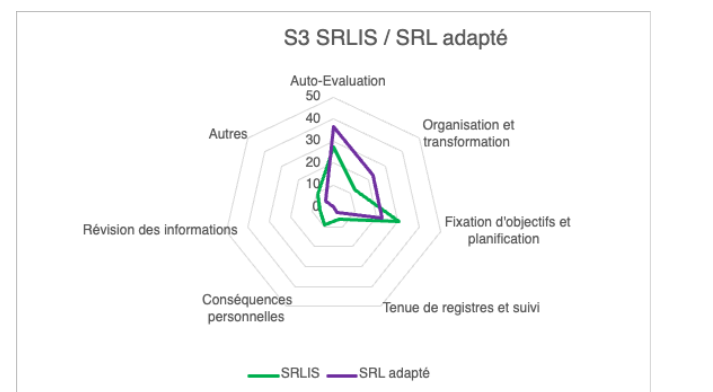 S3 SRLIS / SRL adapté
Auto-Evaluation
50
40
30
20
10
0
Organisation et
transformation
Fixation d'objectifs et
planification
Tenue de registres et suivi
Conséquences
personnelles
Révision des informations
Autres
SRLIS
SRL adapté